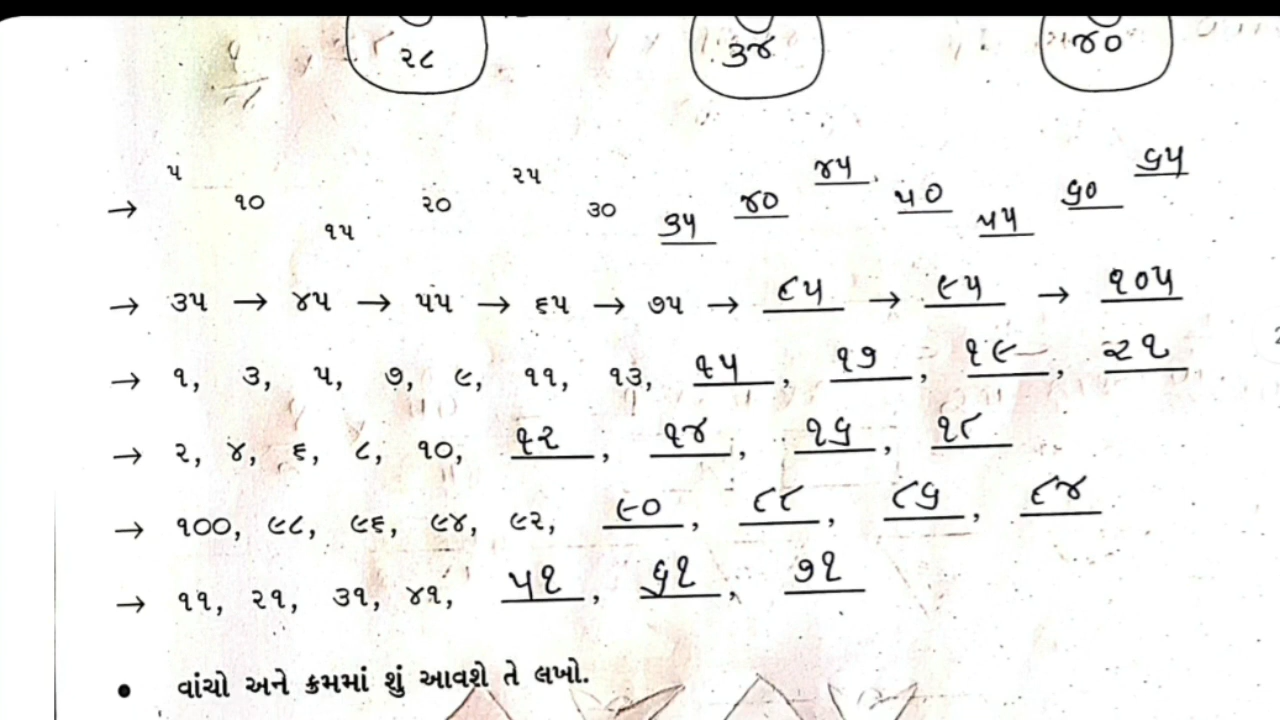 ૨૮ ૩૪ ૪૦
→ ૫ ૧૦ ૧૫ ૨૦ ૨૫ ૩૦ ૩૫ ૪૦ ૪૫ ૫૦ ૫૫ ૬૦ ૬૫
→ ૩૫ → ૪૫ → ૫૫ → ૬૫ → ૭૫ → ૮૫ → ૯૫ → ૧૦૫
→ ૧, ૩, ૫, ૭, ૯, ૧૧, ૧૩, ૧૫, ૧૭, ૧૯, ૨૧
→ ૨, ૪, ૬, ૮, ૧૦, ૧૨, ૧૪, ૧૬, ૧૮
→ ૧૦૦, ૯૮, ૯૬, ૯૪, ૯૨, ૯૦, ૮૮, ૮૬, ૮૪
→ ૧૧, ૨૧, ૩૧, ૪૧, ૫૧, ૬૧, ૭૧
• વાંચો અને ક્રમમાં શું આવશે તે લખો.